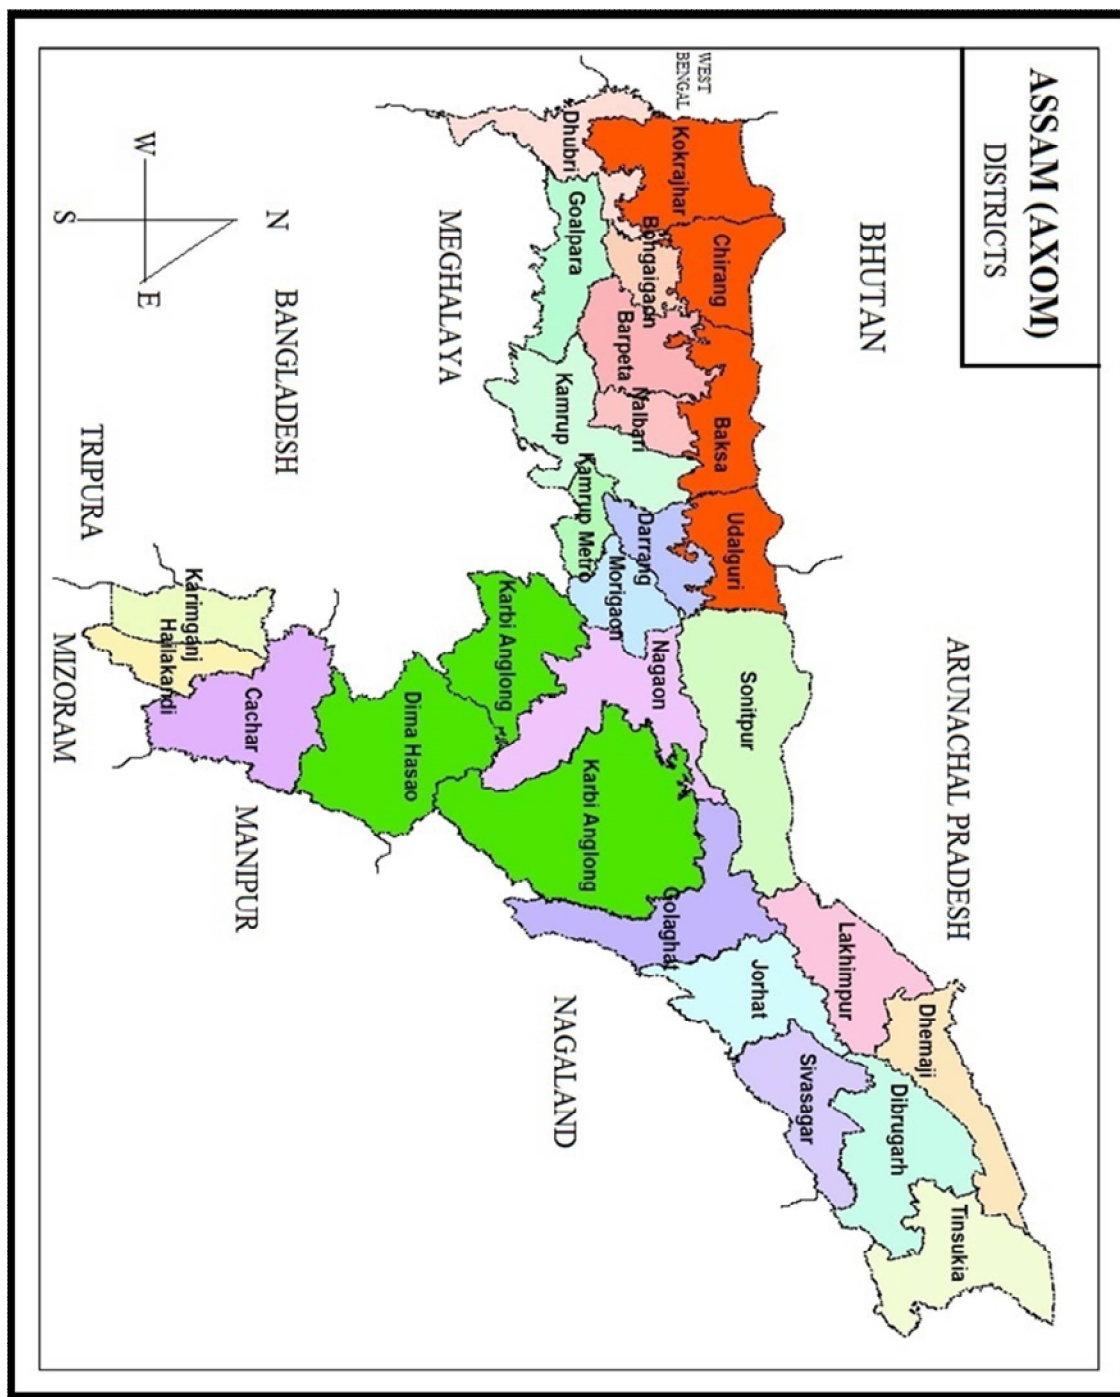 ASSAM (AXOM)
DISTRICTS
BHUTAN
ARUNACHAL PRADESH
WEST
BENGAL
Kokrajhar
Chirang
Baksa
Udalguri
Sonitpur
Lakhimpur
Dhemaji
Dhubri
Bongaigaon
Barpeta
Nalbari
Darrang
Dibrugarh
Tinsukia
Goalpara
Kamrup
Kamrup Metro
Morigaon
Nagaon
Golaghat
Jorhat
Sivasagar
Karbi Anglong
Karbi Anglong
MEGHALAYA
Dima Hasao
NAGALAND
N
BANGLADESH
Cachar
MANIPUR
W
E
S
Karimganj
Hailakandi
TRIPURA
MIZORAM